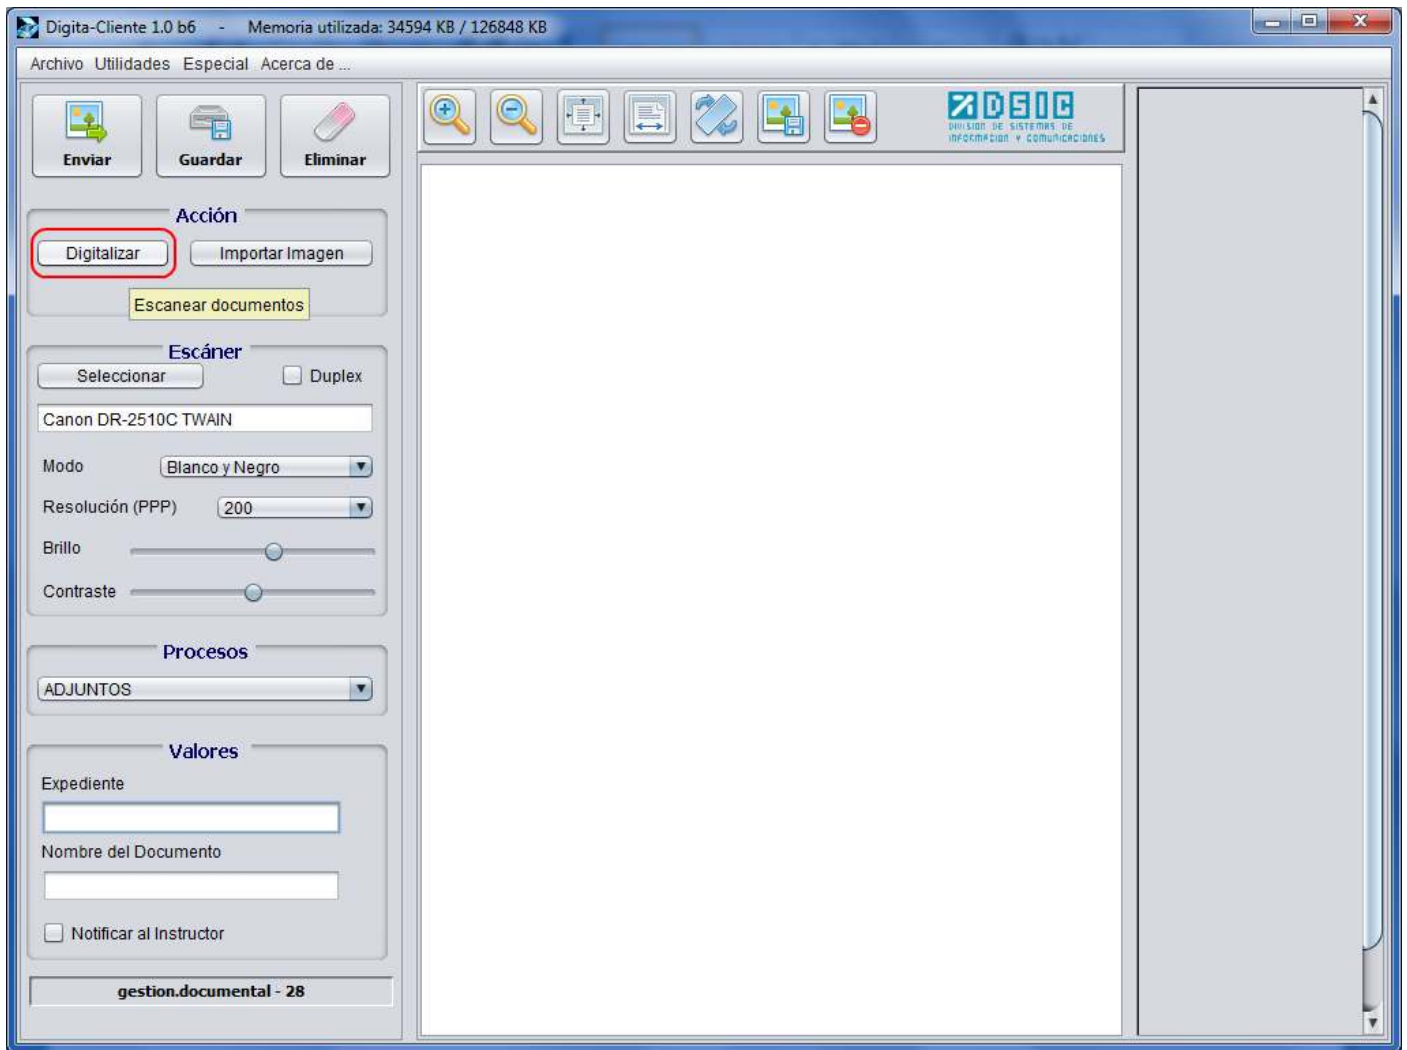 Digita-Cliente 1.0 b6 - Memoria utilizada: 34594 KB / 126848 KB
Archivo Utilidades Especial Acerca de ...
Enviar Guardar Eliminar
DSIC
DIVISION DE SISTEMAS DE
INFORMACION Y COMUNICACIONES
Acción
Digitalizar Importar Imagen
Escanear documentos
Escáner
Seleccionar Duplex
Canon DR-2510C TWAIN
Modo Blanco y Negro
Resolución (PPP) 200
Brillo
Contraste
Procesos
ADJUNTOS
Valores
Expediente
Nombre del Documento
Notificar al Instructor
gestion.documental - 28